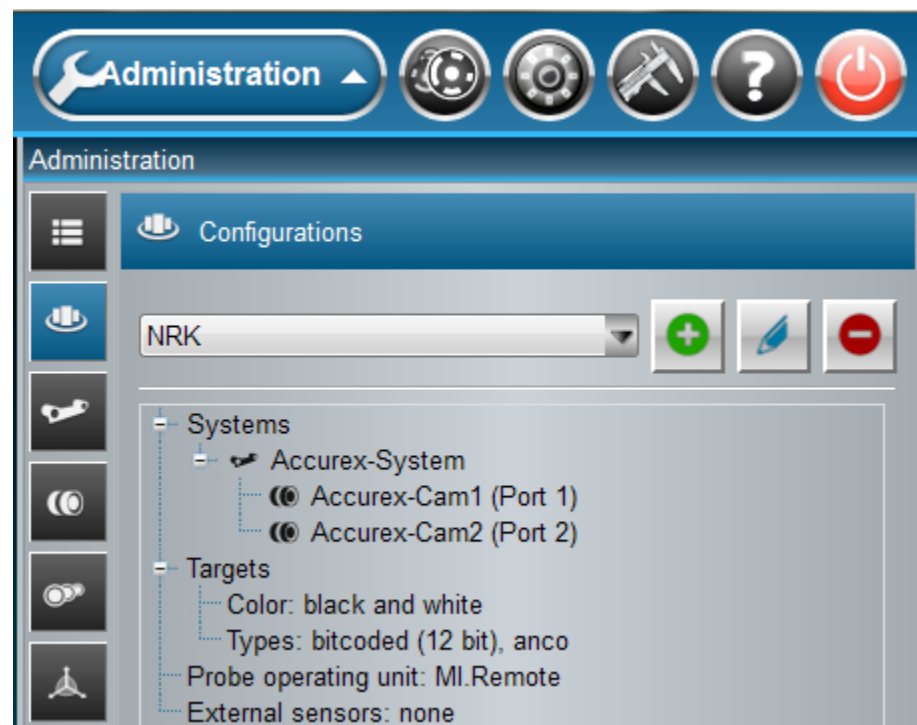 Administration
Administration
Configurations
NRK
Systems
Accurex-System
Accurex-Cam1 (Port 1)
Accurex-Cam2 (Port 2)
Targets
Color: black and white
Types: bitcoded (12 bit), anco
Probe operating unit: MI.Remote
External sensors: none